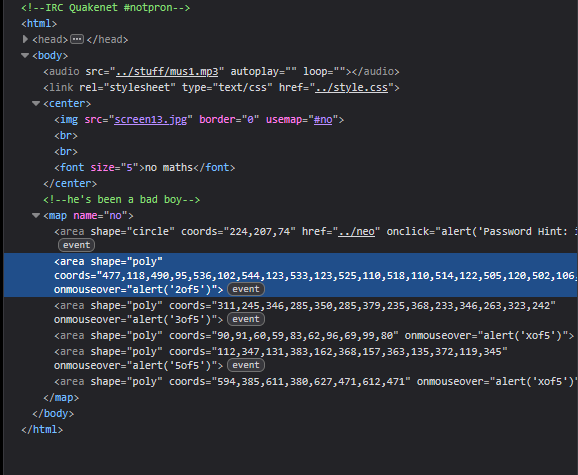 <!--IRC Quakenet #notpron-->
<html>
<head>⋯</head>
<body>
<audio src="../stuff/mus1.mp3" autoplay="" loop=""></audio>
<link rel="stylesheet" type="text/css" href="../style.css">
<center>
<img src="screen13.jpg" border="0" usemap="#no">
<br>
<br>
<font size="5">no maths</font>
</center>
<!--he's been a bad boy-->
<map name="no">
<area shape="circle" coords="224,207,74" href="../neo" onclick="alert('Password Hint: i
event
<area shape="poly"
coords="477,118,490,95,536,102,544,123,533,123,525,110,518,110,514,122,505,120,502,106,
onmouseover="alert('2of5')"> event
<area shape="poly" coords="311,245,346,285,350,285,379,235,368,233,346,263,323,242"
onmouseover="alert('3of5')"> event
<area shape="poly" coords="90,91,60,59,83,62,96,69,99,80" onmouseover="alert('xof5')">
<area shape="poly" coords="112,347,131,383,162,368,157,363,135,372,119,345"
onmouseover="alert('5of5')"> event
<area shape="poly" coords="594,385,611,380,627,471,612,471" onmouseover="alert('xof5')"
</map>
</body>
</html>